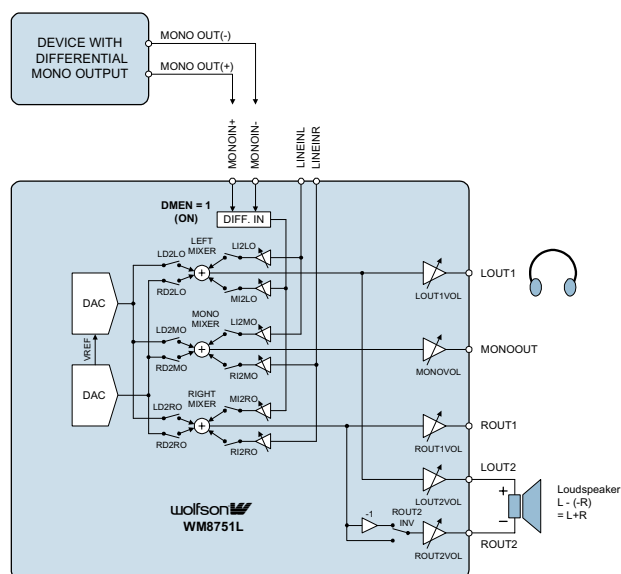 DEVICE WITH
DIFFERENTIAL
MONO OUTPUT
MONO OUT(-)
MONO OUT(+)
MONOIN+
MONOIN-
LINEINL
LINEINR
DMEN = 1
(ON)
DIFF. IN
LEFT
MIXER
LD2LO
LI2LO
RD2LO
MI2LO
DAC
LOUT1VOL
LOUT1
MONO
MIXER
LD2MO
LI2MO
RD2MO
RI2MO
VREF
MONOVOL
MONOOUT
DAC
RIGHT
MIXER
LD2RO
MI2RO
RD2RO
RI2RO
ROUT1VOL
ROUT1
LOUT2VOL
LOUT2
-1
ROUT2
INV
ROUT2VOL
ROUT2
+
−
Loudspeaker
L - (-R)
= L+R
wolfson
WM8751L